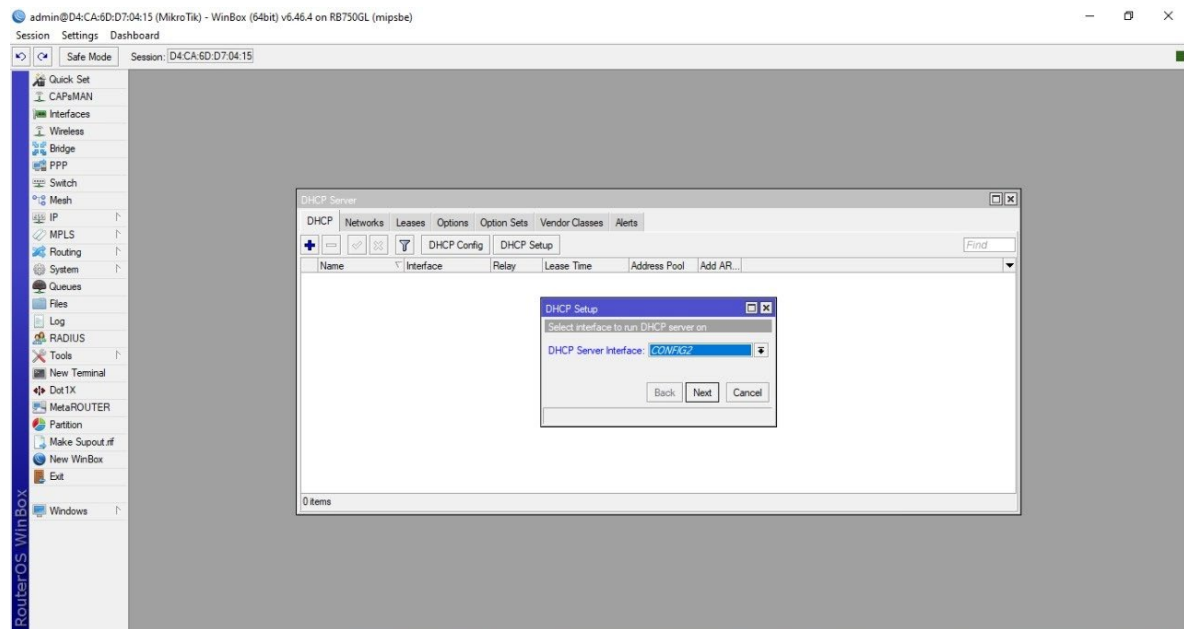 admin@D4:CA:6D:D7:04:15 (MikroTik) - WinBox (64bit) v6.46.4 on RB750GL (mipsbe)
Session Settings Dashboard
Safe Mode Session: D4:CA:6D:D7:04:15
Quick Set
CAPsMAN
Interfaces
Wireless
Bridge
PPP
Switch
Mesh
IP
MPLS
Routing
System
Queues
Files
Log
RADIUS
Tools
New Terminal
Dot1X
MetaROUTER
Partition
Make Supout.rif
New WinBox
Exit
Windows
RouterOS WinBox
DHCP Server
DHCP Networks Leases Options Option Sets Vendor Classes Alerts
DHCP Config DHCP Setup Find
Name Interface Relay Lease Time Address Pool Add AR...
DHCP Setup
Select interface to run DHCP server on
DHCP Server Interface: CONFIG2
Back Next Cancel
0 items